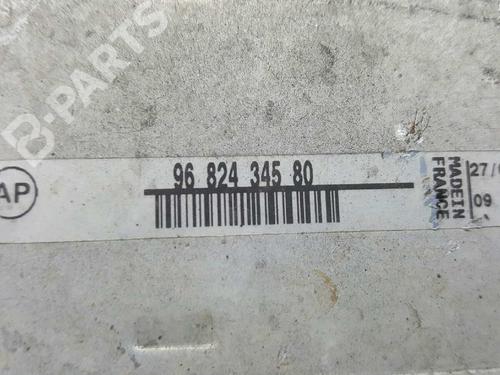 B-PARTS
AP
96 824 345 80
MADE IN
FRANCE
27/
09